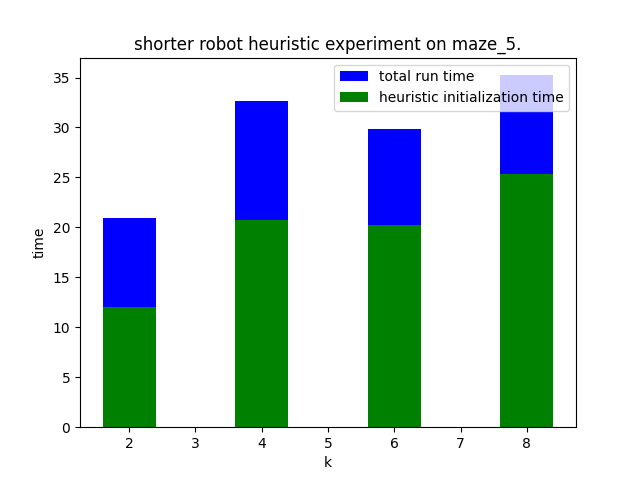 shorter robot heuristic experiment on maze_5.
total run time
heuristic initialization time
35
30
25
20
15
10
5
0
time
2 3 4 5 6 7 8
k